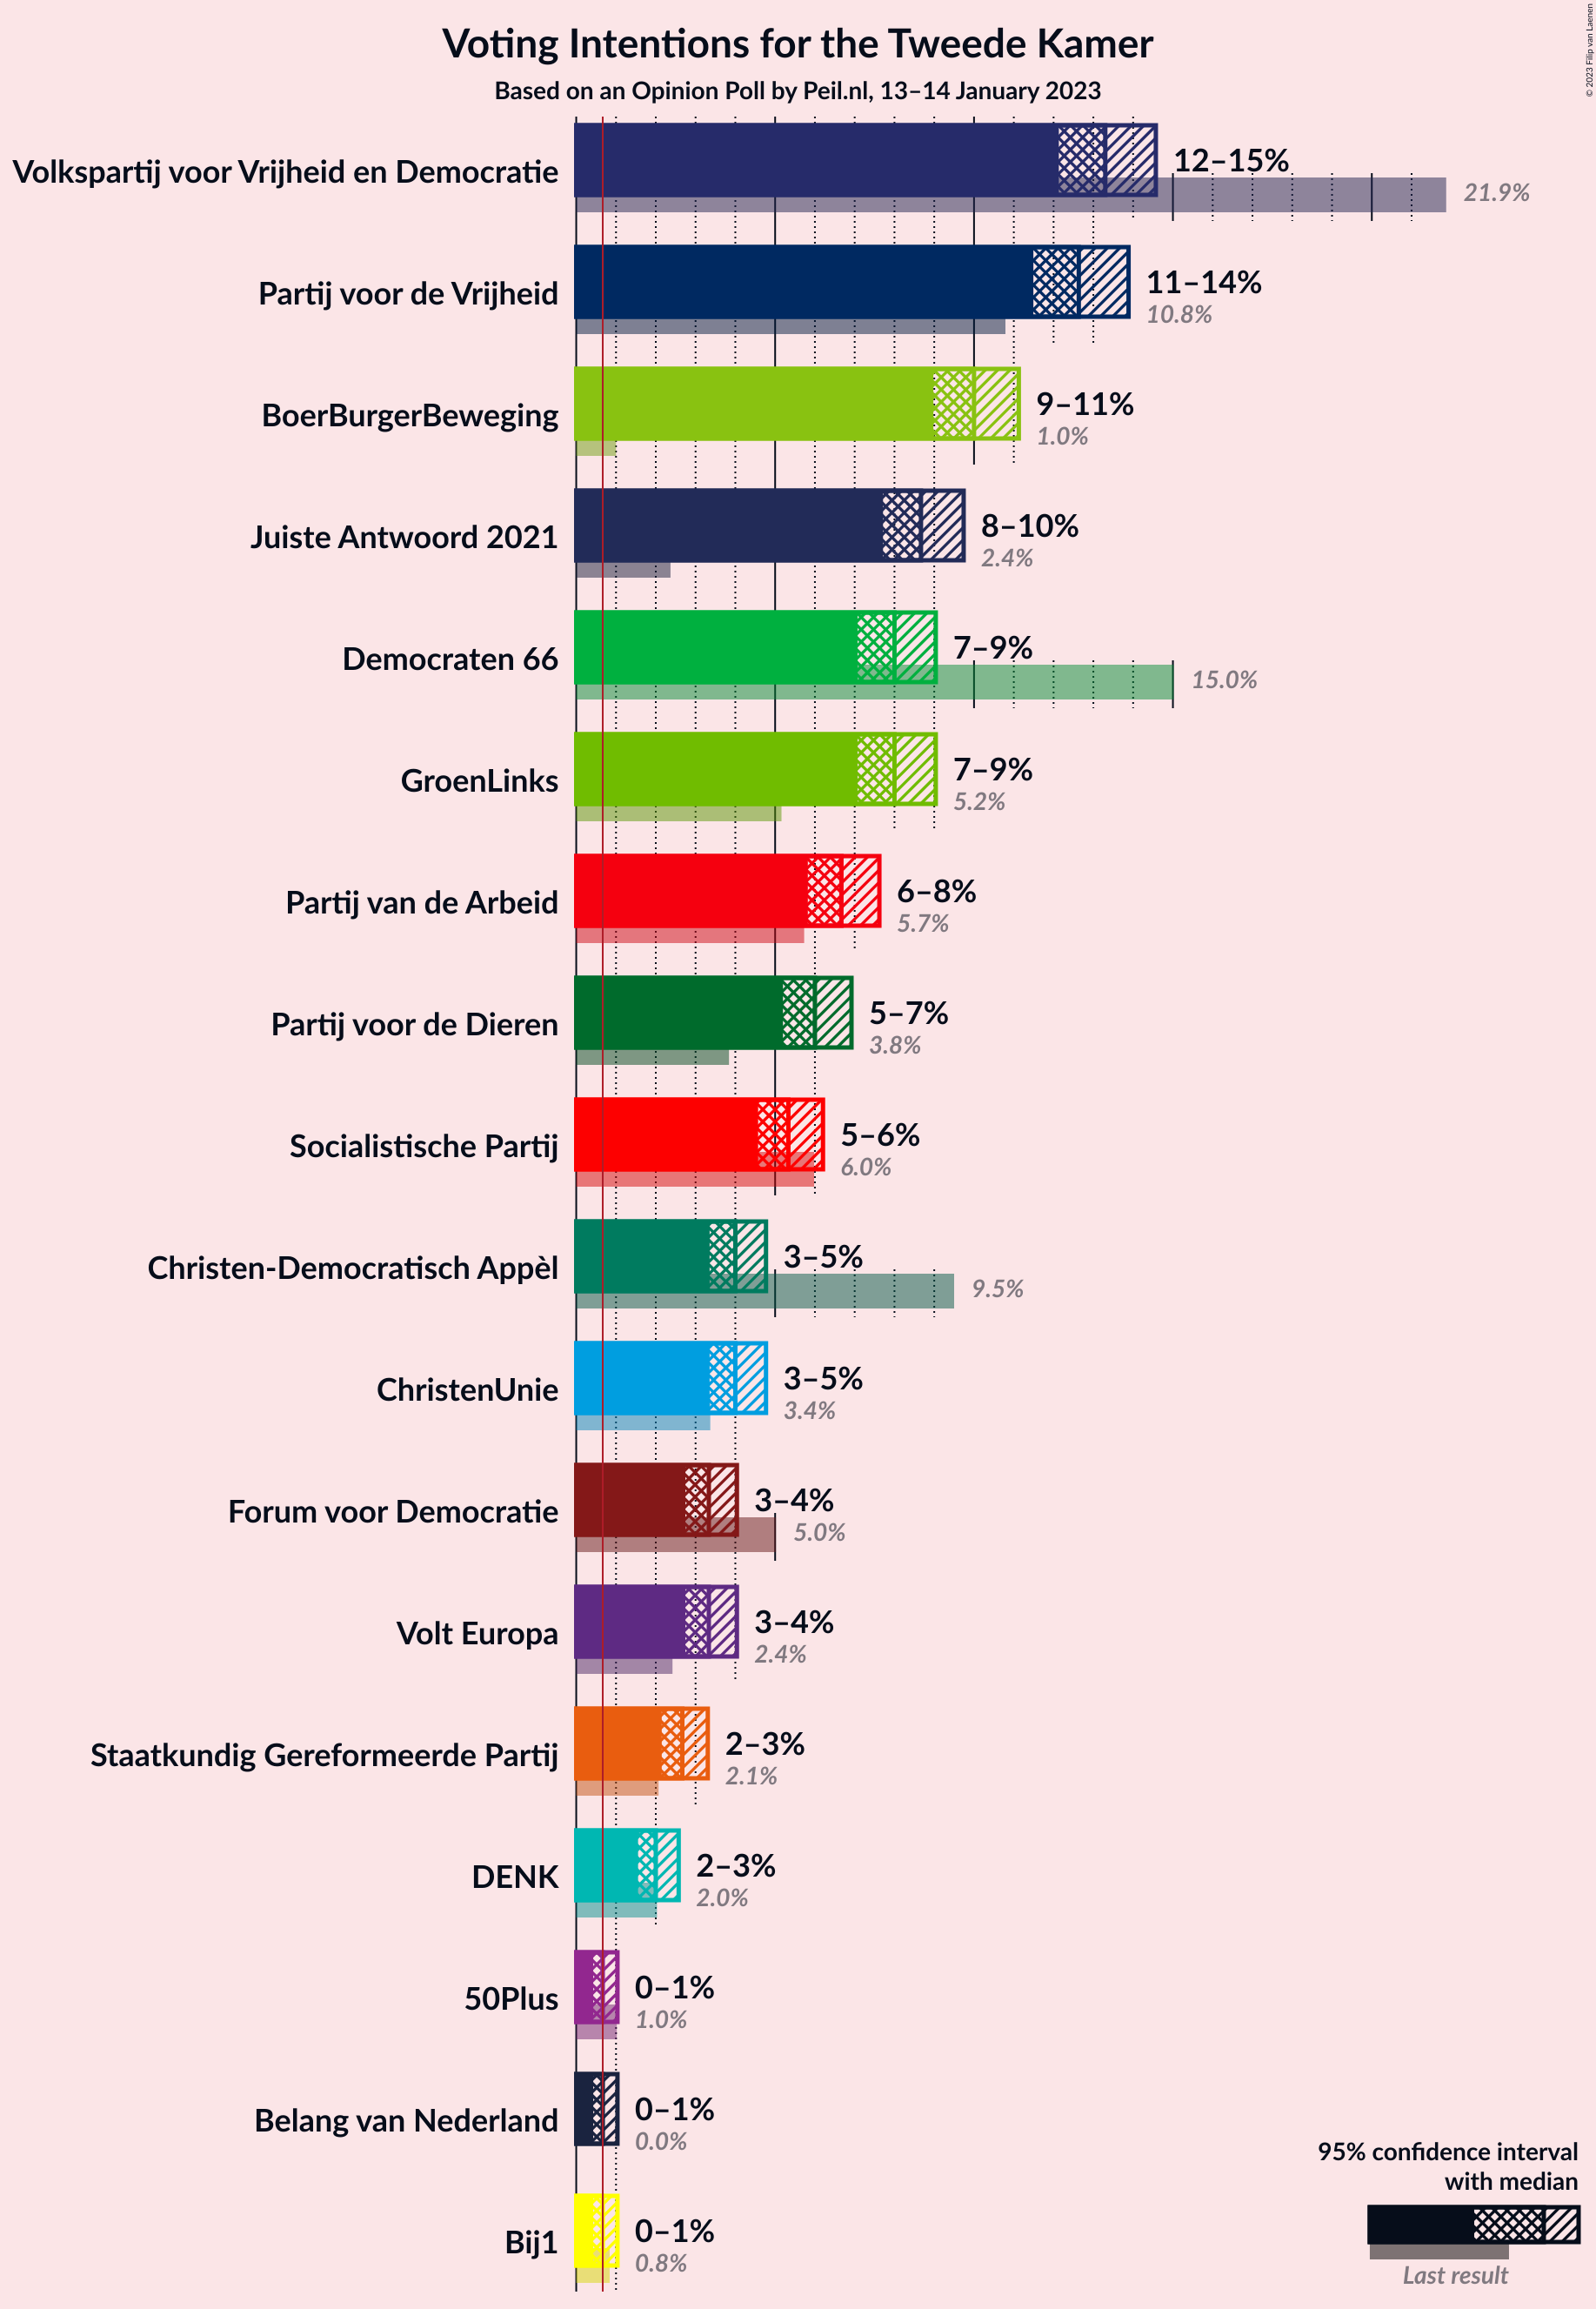 Voting Intentions for the Tweede Kamer
Based on an Opinion Poll by Peil.nl, 13–14 January 2023
© 2023 Filip van Laenen
Volkspartij voor Vrijheid en Democratie
12–15%
21.9%
Partij voor de Vrijheid
11–14%
10.8%
BoerBurgerBeweging
9–11%
1.0%
Juiste Antwoord 2021
8–10%
2.4%
Democraten 66
7–9%
15.0%
GroenLinks
7–9%
5.2%
Partij van de Arbeid
6–8%
5.7%
Partij voor de Dieren
5–7%
3.8%
Socialistische Partij
5–6%
6.0%
Christen-Democratisch Appèl
3–5%
9.5%
ChristenUnie
3–5%
3.4%
Forum voor Democratie
3–4%
5.0%
Volt Europa
3–4%
2.4%
Staatkundig Gereformeerde Partij
2–3%
2.1%
DENK
2–3%
2.0%
50Plus
0–1%
1.0%
Belang van Nederland
0–1%
0.0%
Bij1
0–1%
0.8%
95% confidence interval
with median
Last result